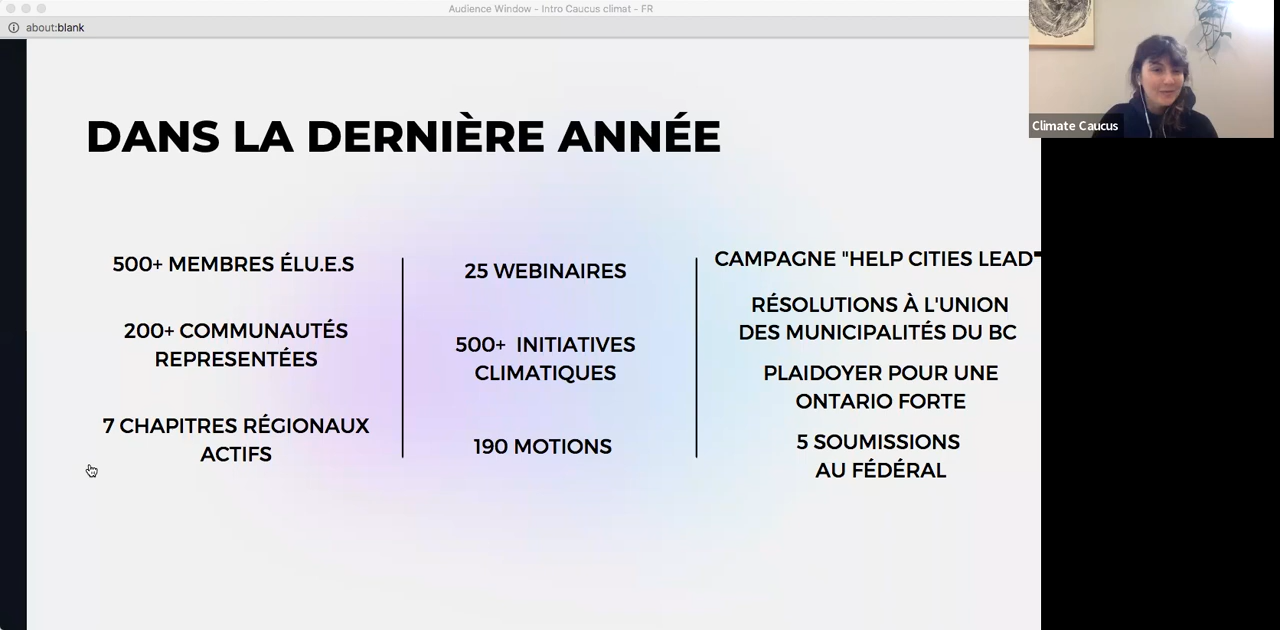 Audience Window - Intro Caucus climat - FR
about:blank
Climate Caucus
DANS LA DERNIÈRE ANNÉE
500+ MEMBRES ÉLU.E.S
200+ COMMUNAUTÉS
REPRESENTÉES
7 CHAPITRES RÉGIONAUX
ACTIFS
25 WEBINAIRES
500+ INITIATIVES
CLIMATIQUES
190 MOTIONS
CAMPAGNE "HELP CITIES LEAD"
RÉSOLUTIONS À L'UNION
DES MUNICIPALITÉS DU BC
PLAIDOYER POUR UNE
ONTARIO FORTE
5 SOUMISSIONS
AU FÉDÉRAL